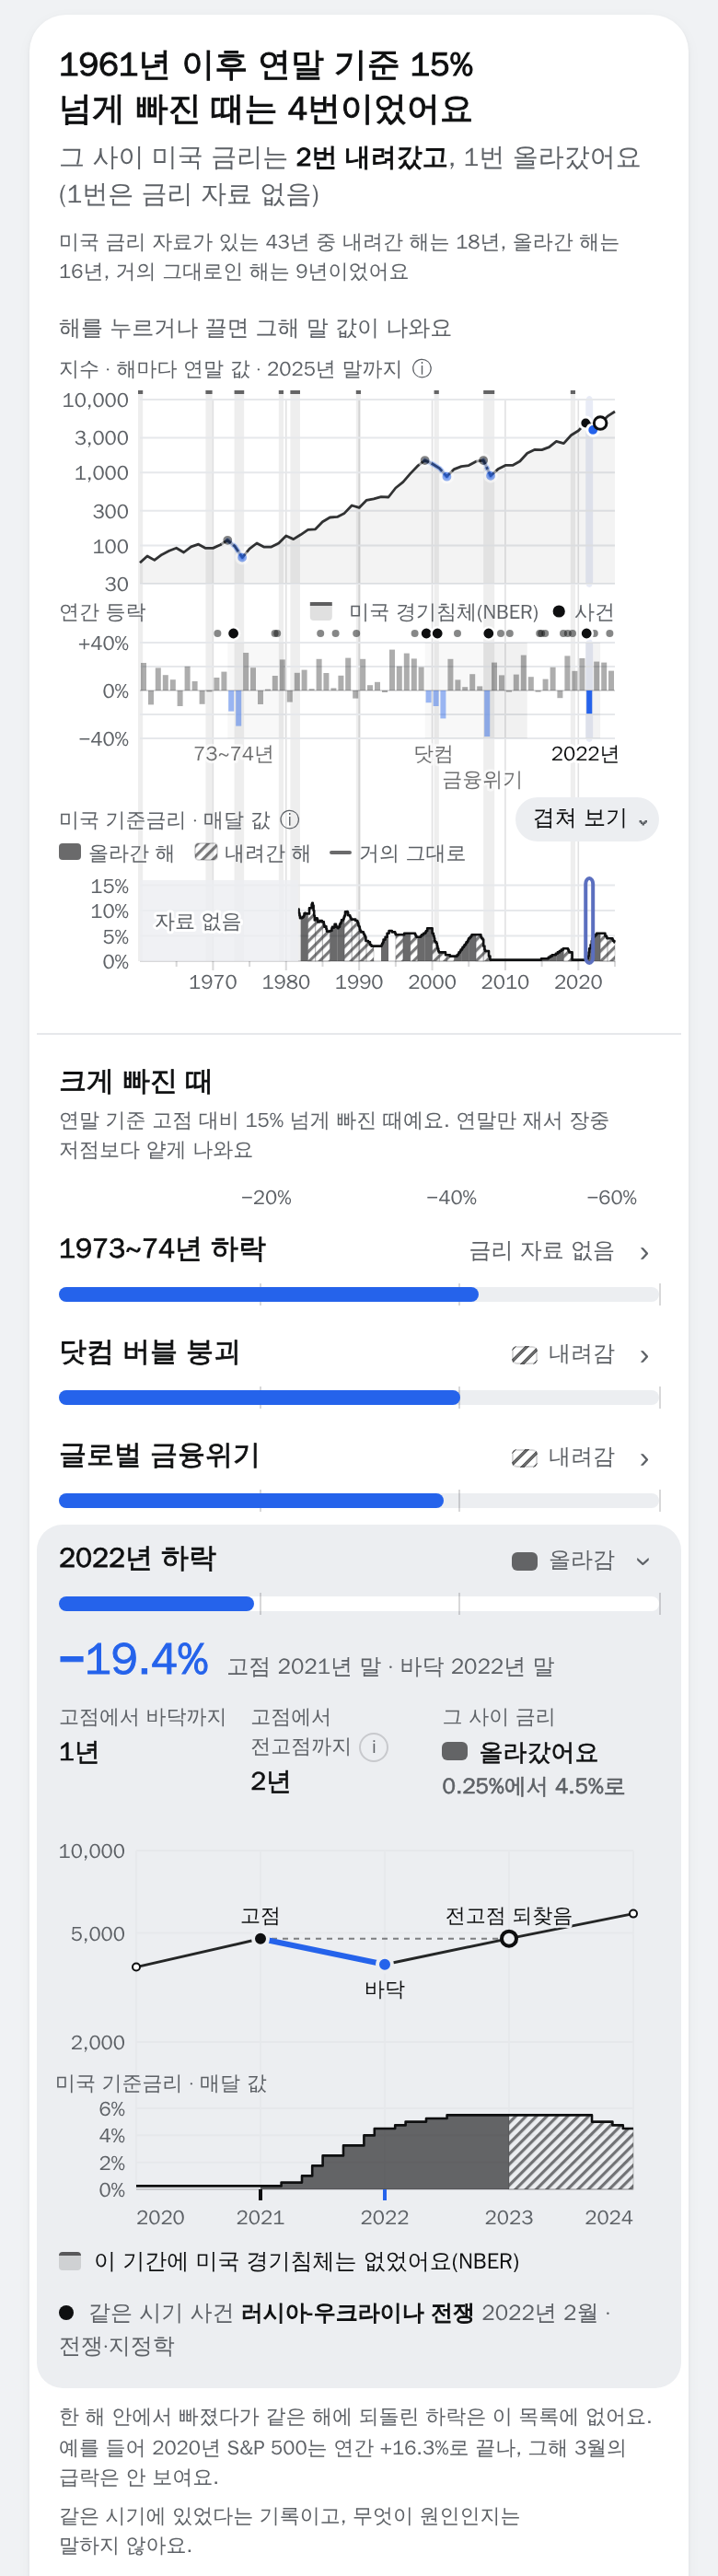 1961년 이후 연말 기준 15%
넘게 빠진 때는 4번이었어요
그 사이 미국 금리는 2번 내려갔고, 1번 올라갔어요
(1번은 금리 자료 없음)
미국 금리 자료가 있는 43년 중 내려간 해는 18년, 올라간 해는
16년, 거의 그대로인 해는 9년이었어요
해를 누르거나 끌면 그해 말 값이 나와요
지수 · 해마다 연말 값 · 2025년 말까지 ⓘ
10,000
3,000
1,000
300
100
30
연간 등락 미국 경기침체(NBER) 사건
+40%
0%
−40%
73~74년 닷컴 2022년
금융위기
미국 기준금리 · 매달 값 ⓘ 겹쳐 보기
올라간 해 내려간 해 거의 그대로
15%
10%
자료 없음
5%
0%
1970 1980 1990 2000 2010 2020
크게 빠진 때
연말 기준 고점 대비 15% 넘게 빠진 때예요. 연말만 재서 장중
저점보다 얕게 나와요
−20% −40% −60%
1973~74년 하락 금리 자료 없음 ›
닷컴 버블 붕괴 내려감 ›
글로벌 금융위기 내려감 ›
2022년 하락 올라감
−19.4% 고점 2021년 말 · 바닥 2022년 말
고점에서 바닥까지 고점에서 그 사이 금리
전고점까지 ⓘ
1년 올라갔어요
2년 0.25%에서 4.5%로
10,000
고점 전고점 되찾음
5,000
바닥
2,000
미국 기준금리 · 매달 값
6%
4%
2%
0%
2020 2021 2022 2023 2024
이 기간에 미국 경기침체는 없었어요(NBER)
● 같은 시기 사건 러시아-우크라이나 전쟁 2022년 2월 ·
전쟁·지정학
한 해 안에서 빠졌다가 같은 해에 되돌린 하락은 이 목록에 없어요.
예를 들어 2020년 S&P 500는 연간 +16.3%로 끝나, 그해 3월의
급락은 안 보여요.
같은 시기에 있었다는 기록이고, 무엇이 원인인지는
말하지 않아요.